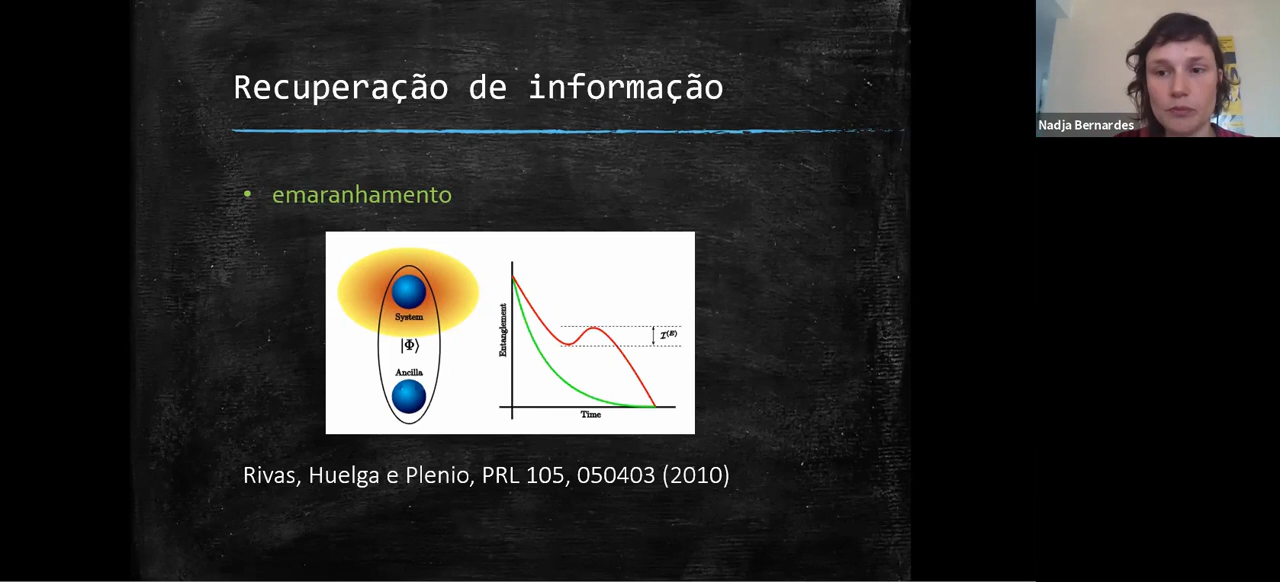 Recuperação de informação
Nadja Bernardes
• emaranhamento
System
|Φ⟩
Ancilla
Entanglement
𝓘⁽ᴱ⁾
Time
Rivas, Huelga e Plenio, PRL 105, 050403 (2010)